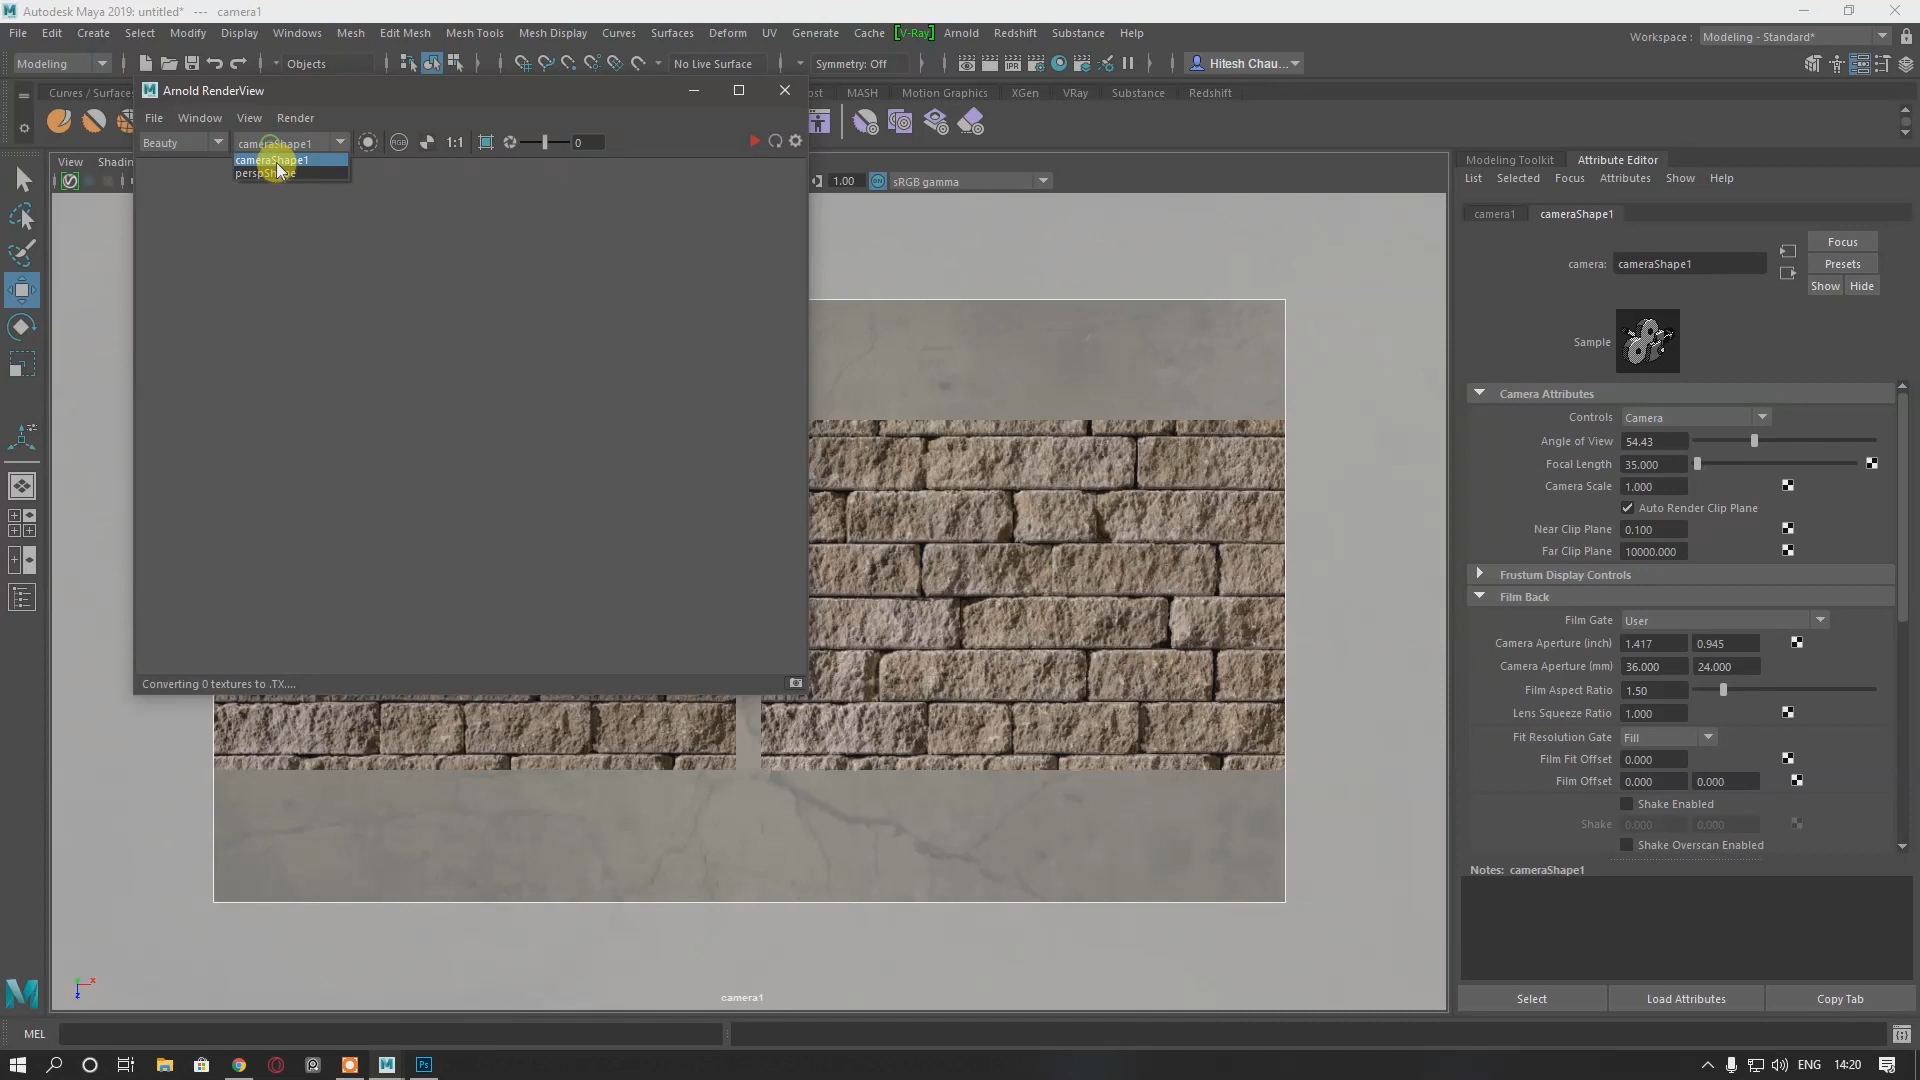 Autodesk Maya 2019: untitled*   ---   camera1
File Edit Create Select Modify Display Windows Mesh Edit Mesh Mesh Tools Mesh Display Curves Surfaces Deform UV Generate Cache [V-Ray] Arnold Redshift Substance Help
Workspace : Modeling - Standard*
Modeling Objects No Live Surface Symmetry: Off Hitesh Chau...
Curves / Surfaces MASH Motion Graphics XGen VRay Substance Redshift
Arnold RenderView
File Window View Render
Beauty cameraShape1 RGB 1:1 0
cameraShape1
perspShape
View Shadin
1.00 ON sRGB gamma
Converting 0 textures to .TX....
camera1
Modeling Toolkit Attribute Editor
List Selected Focus Attributes Show Help
camera1 cameraShape1
Focus
camera: cameraShape1 Presets
Show Hide
Sample
Camera Attributes
Controls Camera
Angle of View 54.43
Focal Length 35.000
Camera Scale 1.000
Auto Render Clip Plane
Near Clip Plane 0.100
Far Clip Plane 10000.000
Frustum Display Controls
Film Back
Film Gate User
Camera Aperture (inch) 1.417 0.945
Camera Aperture (mm) 36.000 24.000
Film Aspect Ratio 1.50
Lens Squeeze Ratio 1.000
Fit Resolution Gate Fill
Film Fit Offset 0.000
Film Offset 0.000 0.000
Shake Enabled
Shake 0.000 0.000
Shake Overscan Enabled
Notes: cameraShape1
Select Load Attributes Copy Tab
MEL
Ps ENG 14:20